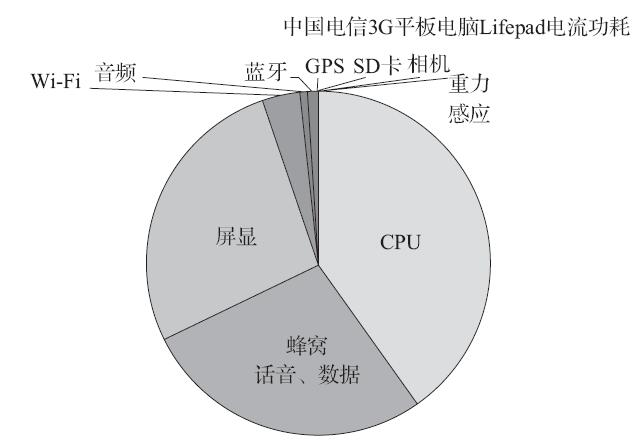 中国电信3G平板电脑Lifepad电流功耗
Wi-Fi
音频
蓝牙
GPS
SD卡
相机
重力
感应
屏显
CPU
蜂窝
话音、数据